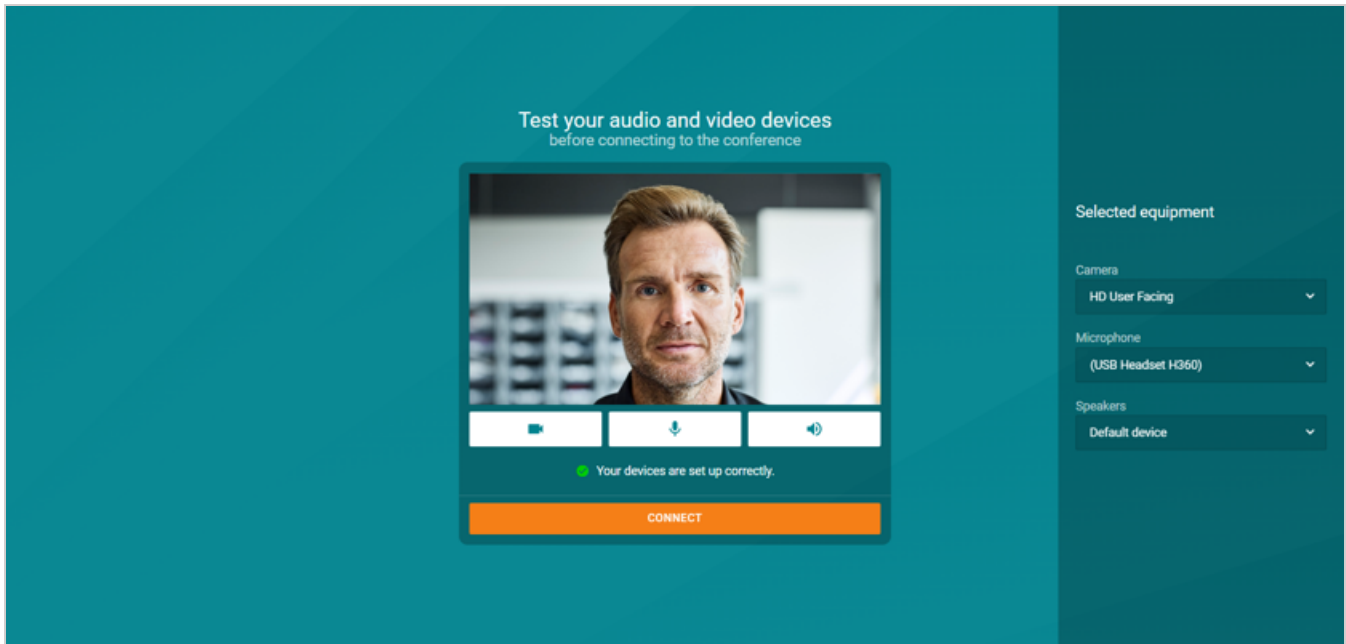 Test your audio and video devices
before connecting to the conference
Your devices are set up correctly.
CONNECT
Selected equipment
Camera
HD User Facing
Microphone
(USB Headset H360)
Speakers
Default device